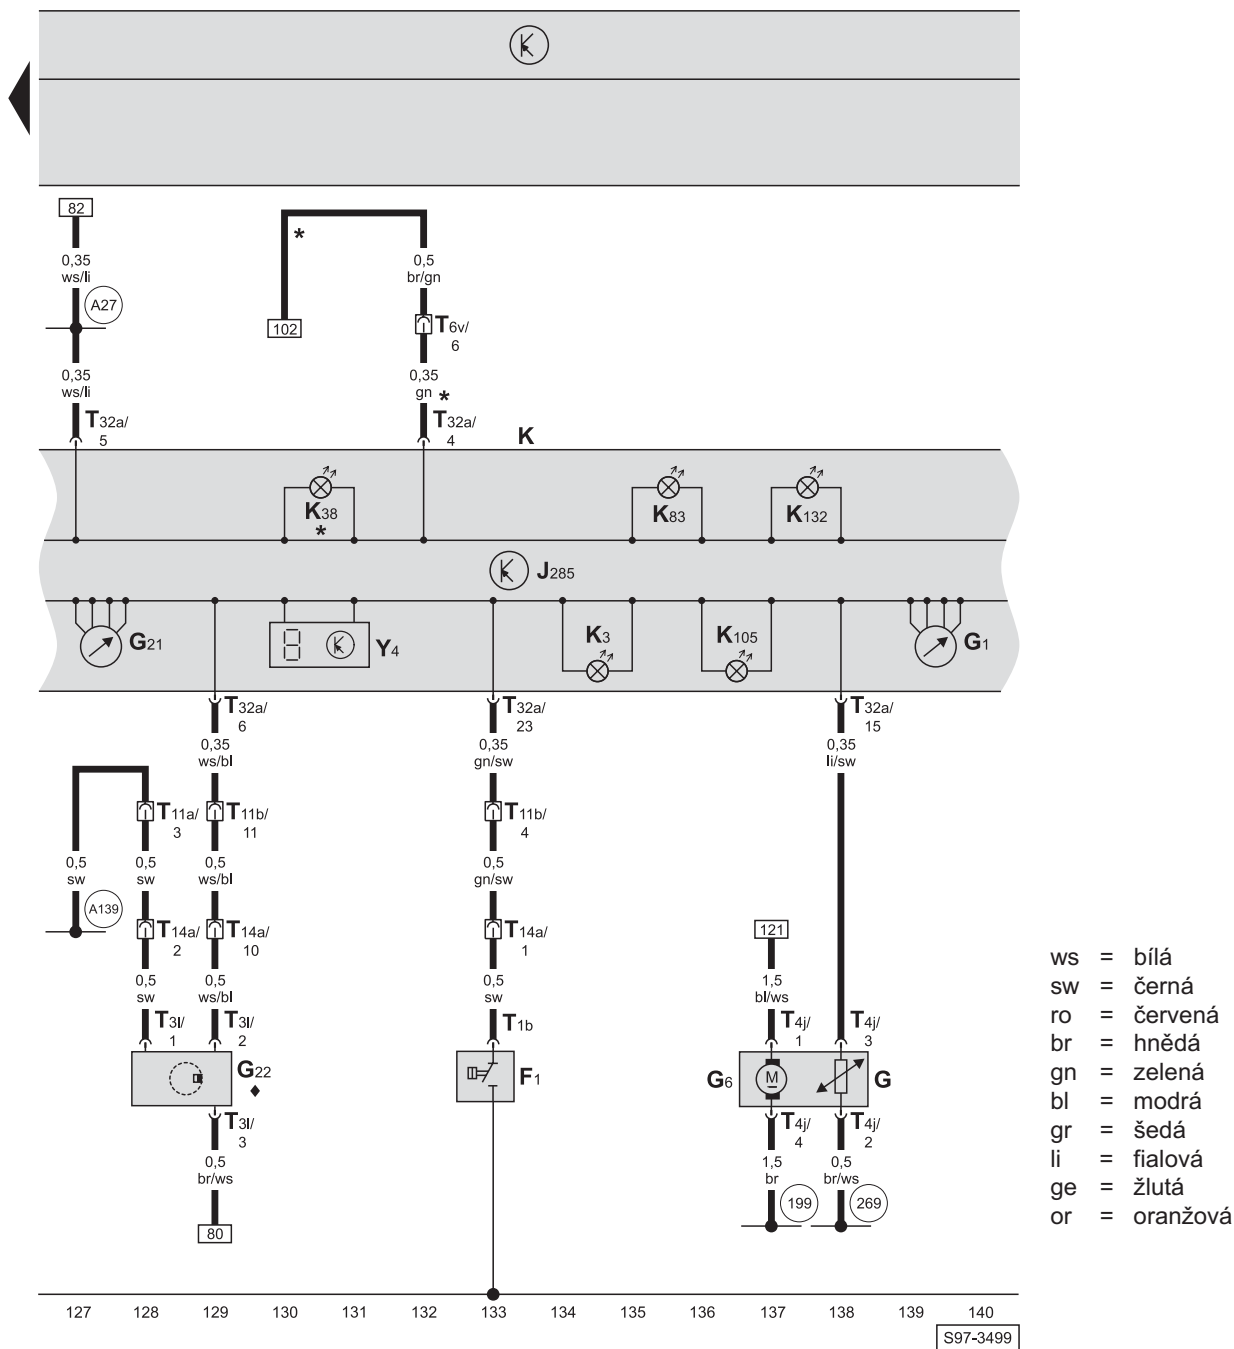 82
0,35
ws/li
A27
0,35
ws/li
T32a/
5
*
102
0,5
br/gn
T6v/
6
0,35
gn *
T32a/
4
K
K38
*
K83
K132
J285
G21
Y4
K3
K105
G1
T32a/
6
0,35
ws/bl
T32a/
23
0,35
gn/sw
T32a/
15
0,35
li/sw
T11a/
3
T11b/
11
T11b/
4
0,5
sw
0,5
sw
0,5
ws/bl
0,5
gn/sw
A139
T14a/
2
T14a/
10
T14a/
1
121
0,5
sw
0,5
ws/bl
0,5
sw
1,5
bl/ws
T3l/
1
T3l/
2
T1b
T4j/
1
T4j/
3
G22
F1
G6
M
G
T3l/
3
T4j/
4
T4j/
2
0,5
br/ws
1,5
br
0,5
br/ws
199
269
80
127 128 129 130 131 132 133 134 135 136 137 138 139 140
S97-3499
ws = bílá
sw = černá
ro = červená
br = hnědá
gn = zelená
bl = modrá
gr = šedá
li = fialová
ge = žlutá
or = oranžová